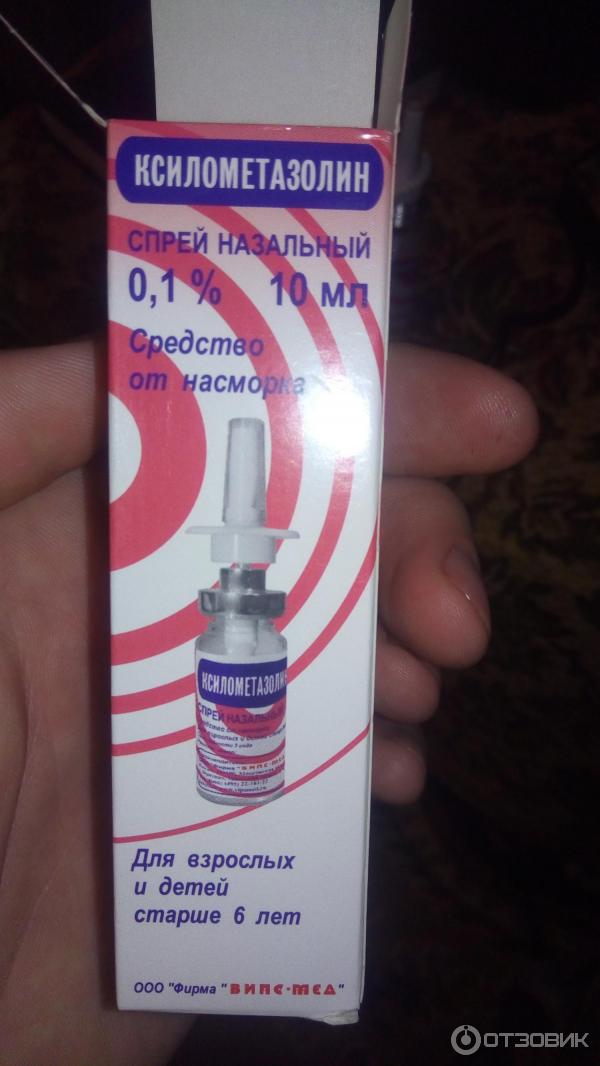 КСИЛОМЕТАЗОЛИН
СПРЕЙ НАЗАЛЬНЫЙ
0,1 % 10 мл
Средство
от насморка
КСИЛОМЕТАЗОЛИН
СПРЕЙ НАЗАЛЬНЫЙ
Для взрослых
и детей
старше 6 лет
ООО "Фирма "ВИПС-МЕД"
ОТЗОВИК